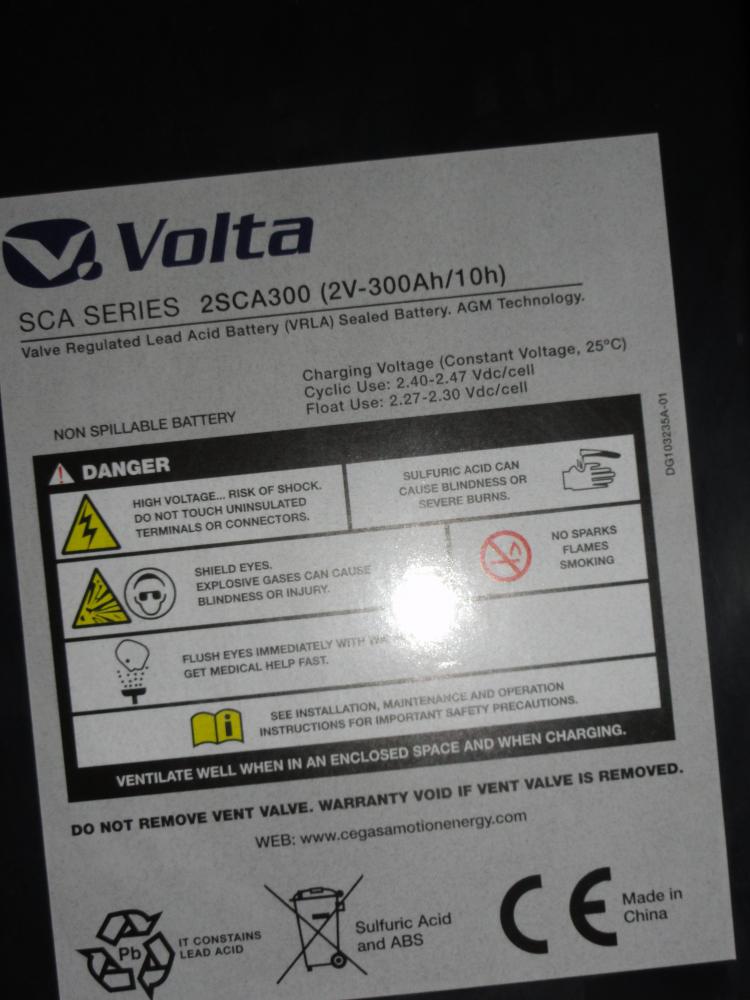 Volta
SCA SERIES 2SCA300 (2V-300Ah/10h)
Valve Regulated Lead Acid Battery (VRLA) Sealed Battery. AGM Technology.
Charging Voltage (Constant Voltage, 25ºC)
Cyclic Use: 2.40-2.47 Vdc/cell
Float Use: 2.27-2.30 Vdc/cell
NON SPILLABLE BATTERY
DG103235A-01
DANGER
HIGH VOLTAGE... RISK OF SHOCK.
DO NOT TOUCH UNINSULATED
TERMINALS OR CONNECTORS.
SULFURIC ACID CAN
CAUSE BLINDNESS OR
SEVERE BURNS.
SHIELD EYES.
EXPLOSIVE GASES CAN CAUSE
BLINDNESS OR INJURY.
NO SPARKS
FLAMES
SMOKING
FLUSH EYES IMMEDIATELY WITH
GET MEDICAL HELP FAST.
SEE INSTALLATION, MAINTENANCE AND OPERATION
INSTRUCTIONS FOR IMPORTANT SAFETY PRECAUTIONS.
VENTILATE WELL WHEN IN AN ENCLOSED SPACE AND WHEN CHARGING.
DO NOT REMOVE VENT VALVE. WARRANTY VOID IF VENT VALVE IS REMOVED.
WEB: www.cegasamotionenergy.com
Pb
IT CONSTAINS
LEAD ACID
Sulfuric Acid
and ABS
CE
Made in
China